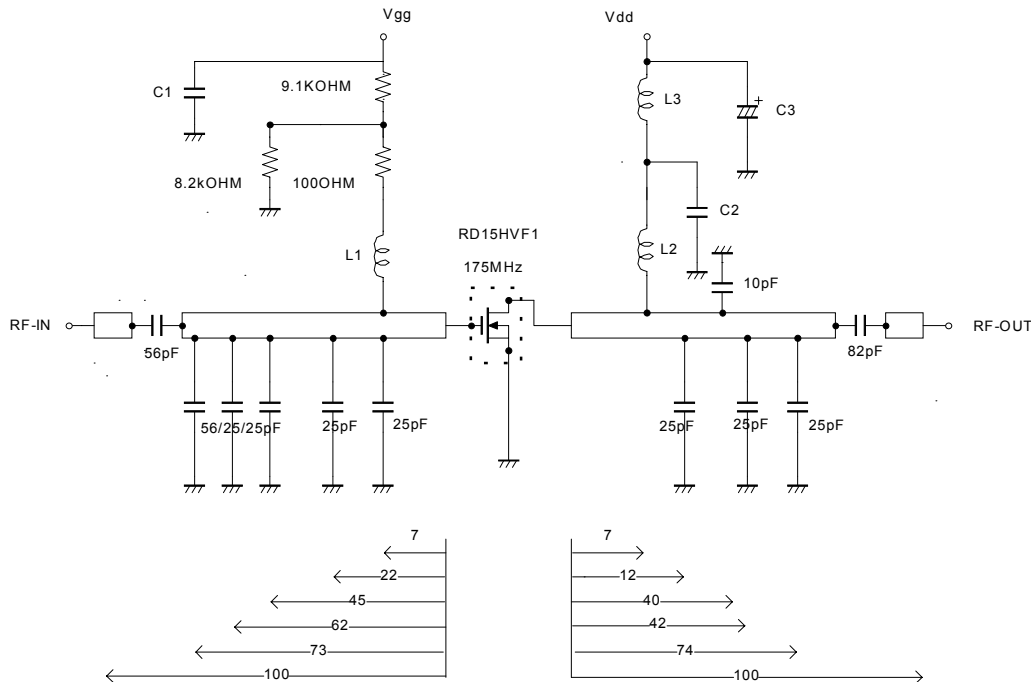 Vgg
Vdd
C1
9.1KOHM
L3
C3
+
8.2kOHM
100OHM
C2
RD15HVF1
L1
L2
175MHz
10pF
RF-IN
RF-OUT
56pF
82pF
56/25/25pF
25pF
25pF
25pF
25pF
25pF
7
7
22
12
45
40
62
42
73
74
100
100